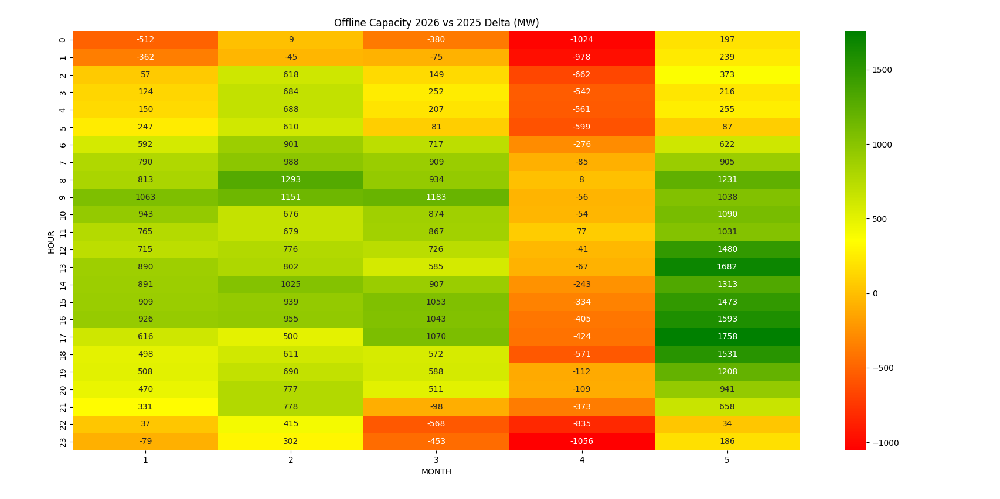 Offline Capacity 2026 vs 2025 Delta (MW)
HOUR
0 -512 9 -380 -1024 197
1 -362 -45 -75 -978 239
2 57 618 149 -662 373
3 124 684 252 -542 216
4 150 688 207 -561 255
5 247 610 81 -599 87
6 592 901 717 -276 622
7 790 988 909 -85 905
8 813 1293 934 8 1231
9 1063 1151 1183 -56 1038
10 943 676 874 -54 1090
11 765 679 867 77 1031
12 715 776 726 -41 1480
13 890 802 585 -67 1682
14 891 1025 907 -243 1313
15 909 939 1053 -334 1473
16 926 955 1043 -405 1593
17 616 500 1070 -424 1758
18 498 611 572 -571 1531
19 508 690 588 -112 1208
20 470 777 511 -109 941
21 331 778 -98 -373 658
22 37 415 -568 -835 34
23 -79 302 -453 -1056 186
1 2 3 4 5
MONTH
1500
1000
500
0
−500
−1000